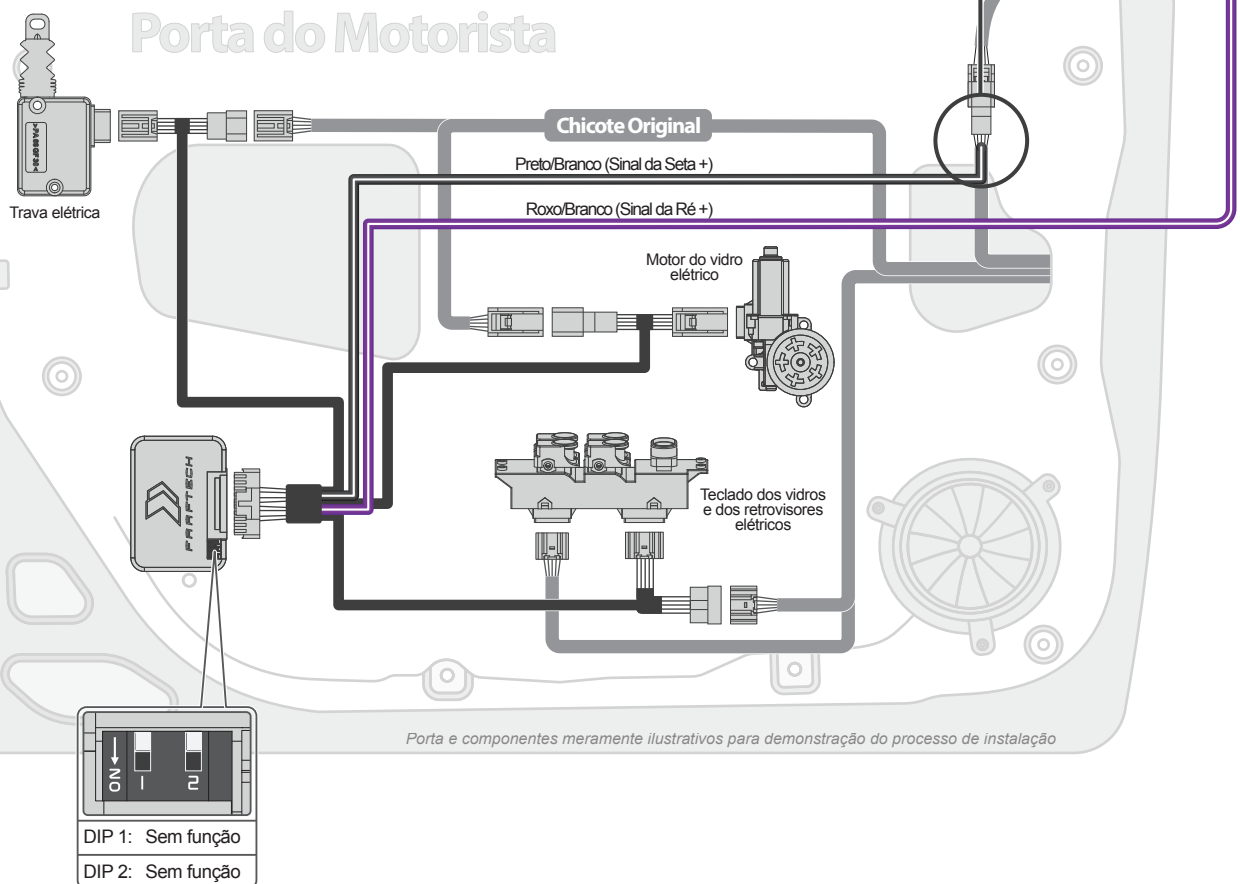 Porta do Motorista
>PA66GF30<
Chicote Original
Trava elétrica
Preto/Branco (Sinal da Seta +)
Roxo/Branco (Sinal da Ré +)
Motor do vidro
elétrico
FAAFTECH
Teclado dos vidros
e dos retrovisores
elétricos
Porta e componentes meramente ilustrativos para demonstração do processo de instalação
ON
1
2
DIP 1: Sem função
DIP 2: Sem função